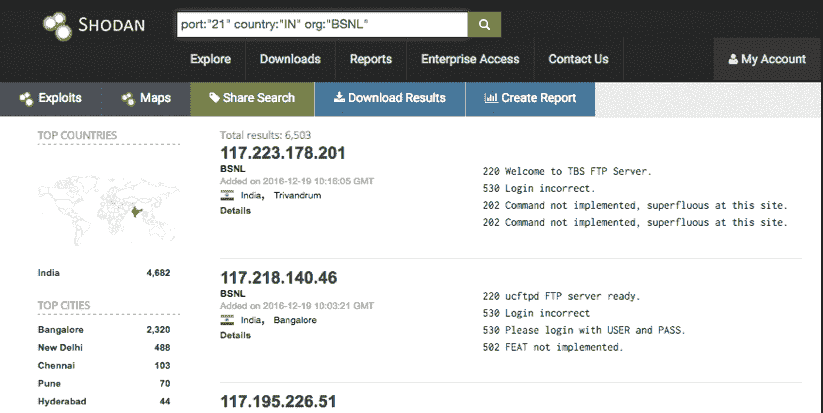 SHODAN
port:"21" country:"IN" org:"BSNL"
Explore Downloads Reports Enterprise Access Contact Us My Account
Exploits Maps Share Search Download Results Create Report
TOP COUNTRIES
India 4,682
TOP CITIES
Bangalore 2,320
New Delhi 488
Chennai 103
Pune 70
Hyderabad 44
Total results: 6,503
117.223.178.201
BSNL
Added on 2016-12-19 10:16:05 GMT
India, Trivandrum
Details
220 Welcome to TBS FTP Server.
530 Login incorrect.
202 Command not implemented, superfluous at this site.
202 Command not implemented, superfluous at this site.
117.218.140.46
BSNL
Added on 2016-12-19 10:03:21 GMT
India, Bangalore
Details
220 ucftpd FTP server ready.
530 Login incorrect
530 Please login with USER and PASS.
502 FEAT not implemented.
117.195.226.51